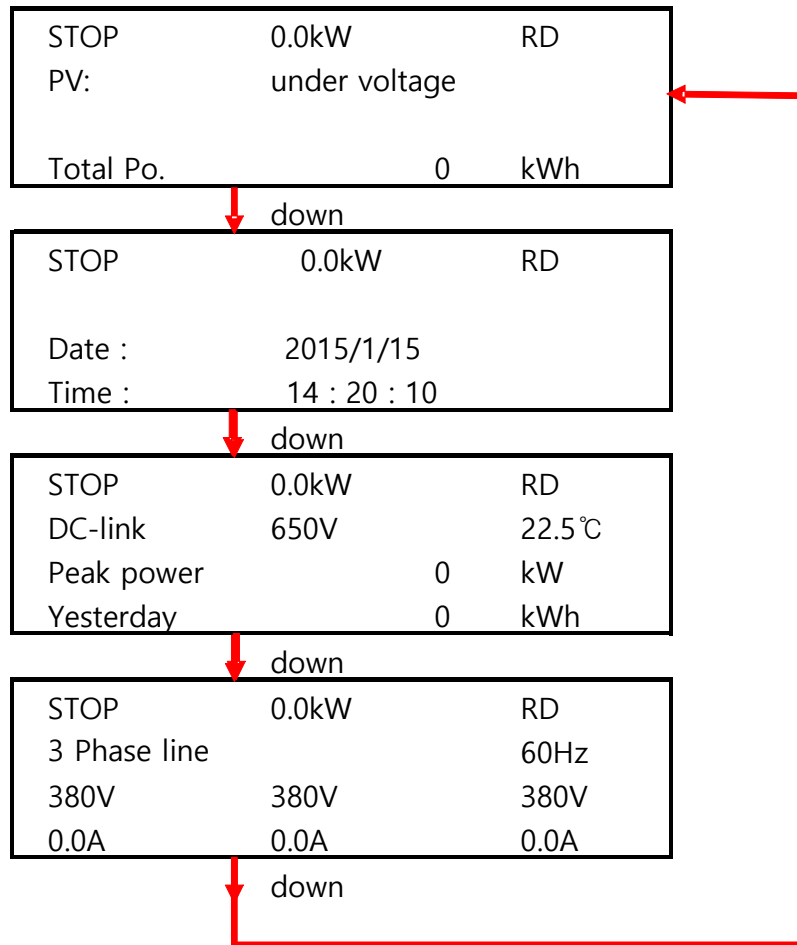 STOP 0.0kW RD
PV: under voltage
Total Po. 0 kWh
down
STOP 0.0kW RD
Date : 2015/1/15
Time : 14 : 20 : 10
down
STOP 0.0kW RD
DC-link 650V 22.5℃
Peak power 0 kW
Yesterday 0 kWh
down
STOP 0.0kW RD
3 Phase line 60Hz
380V 380V 380V
0.0A 0.0A 0.0A
down